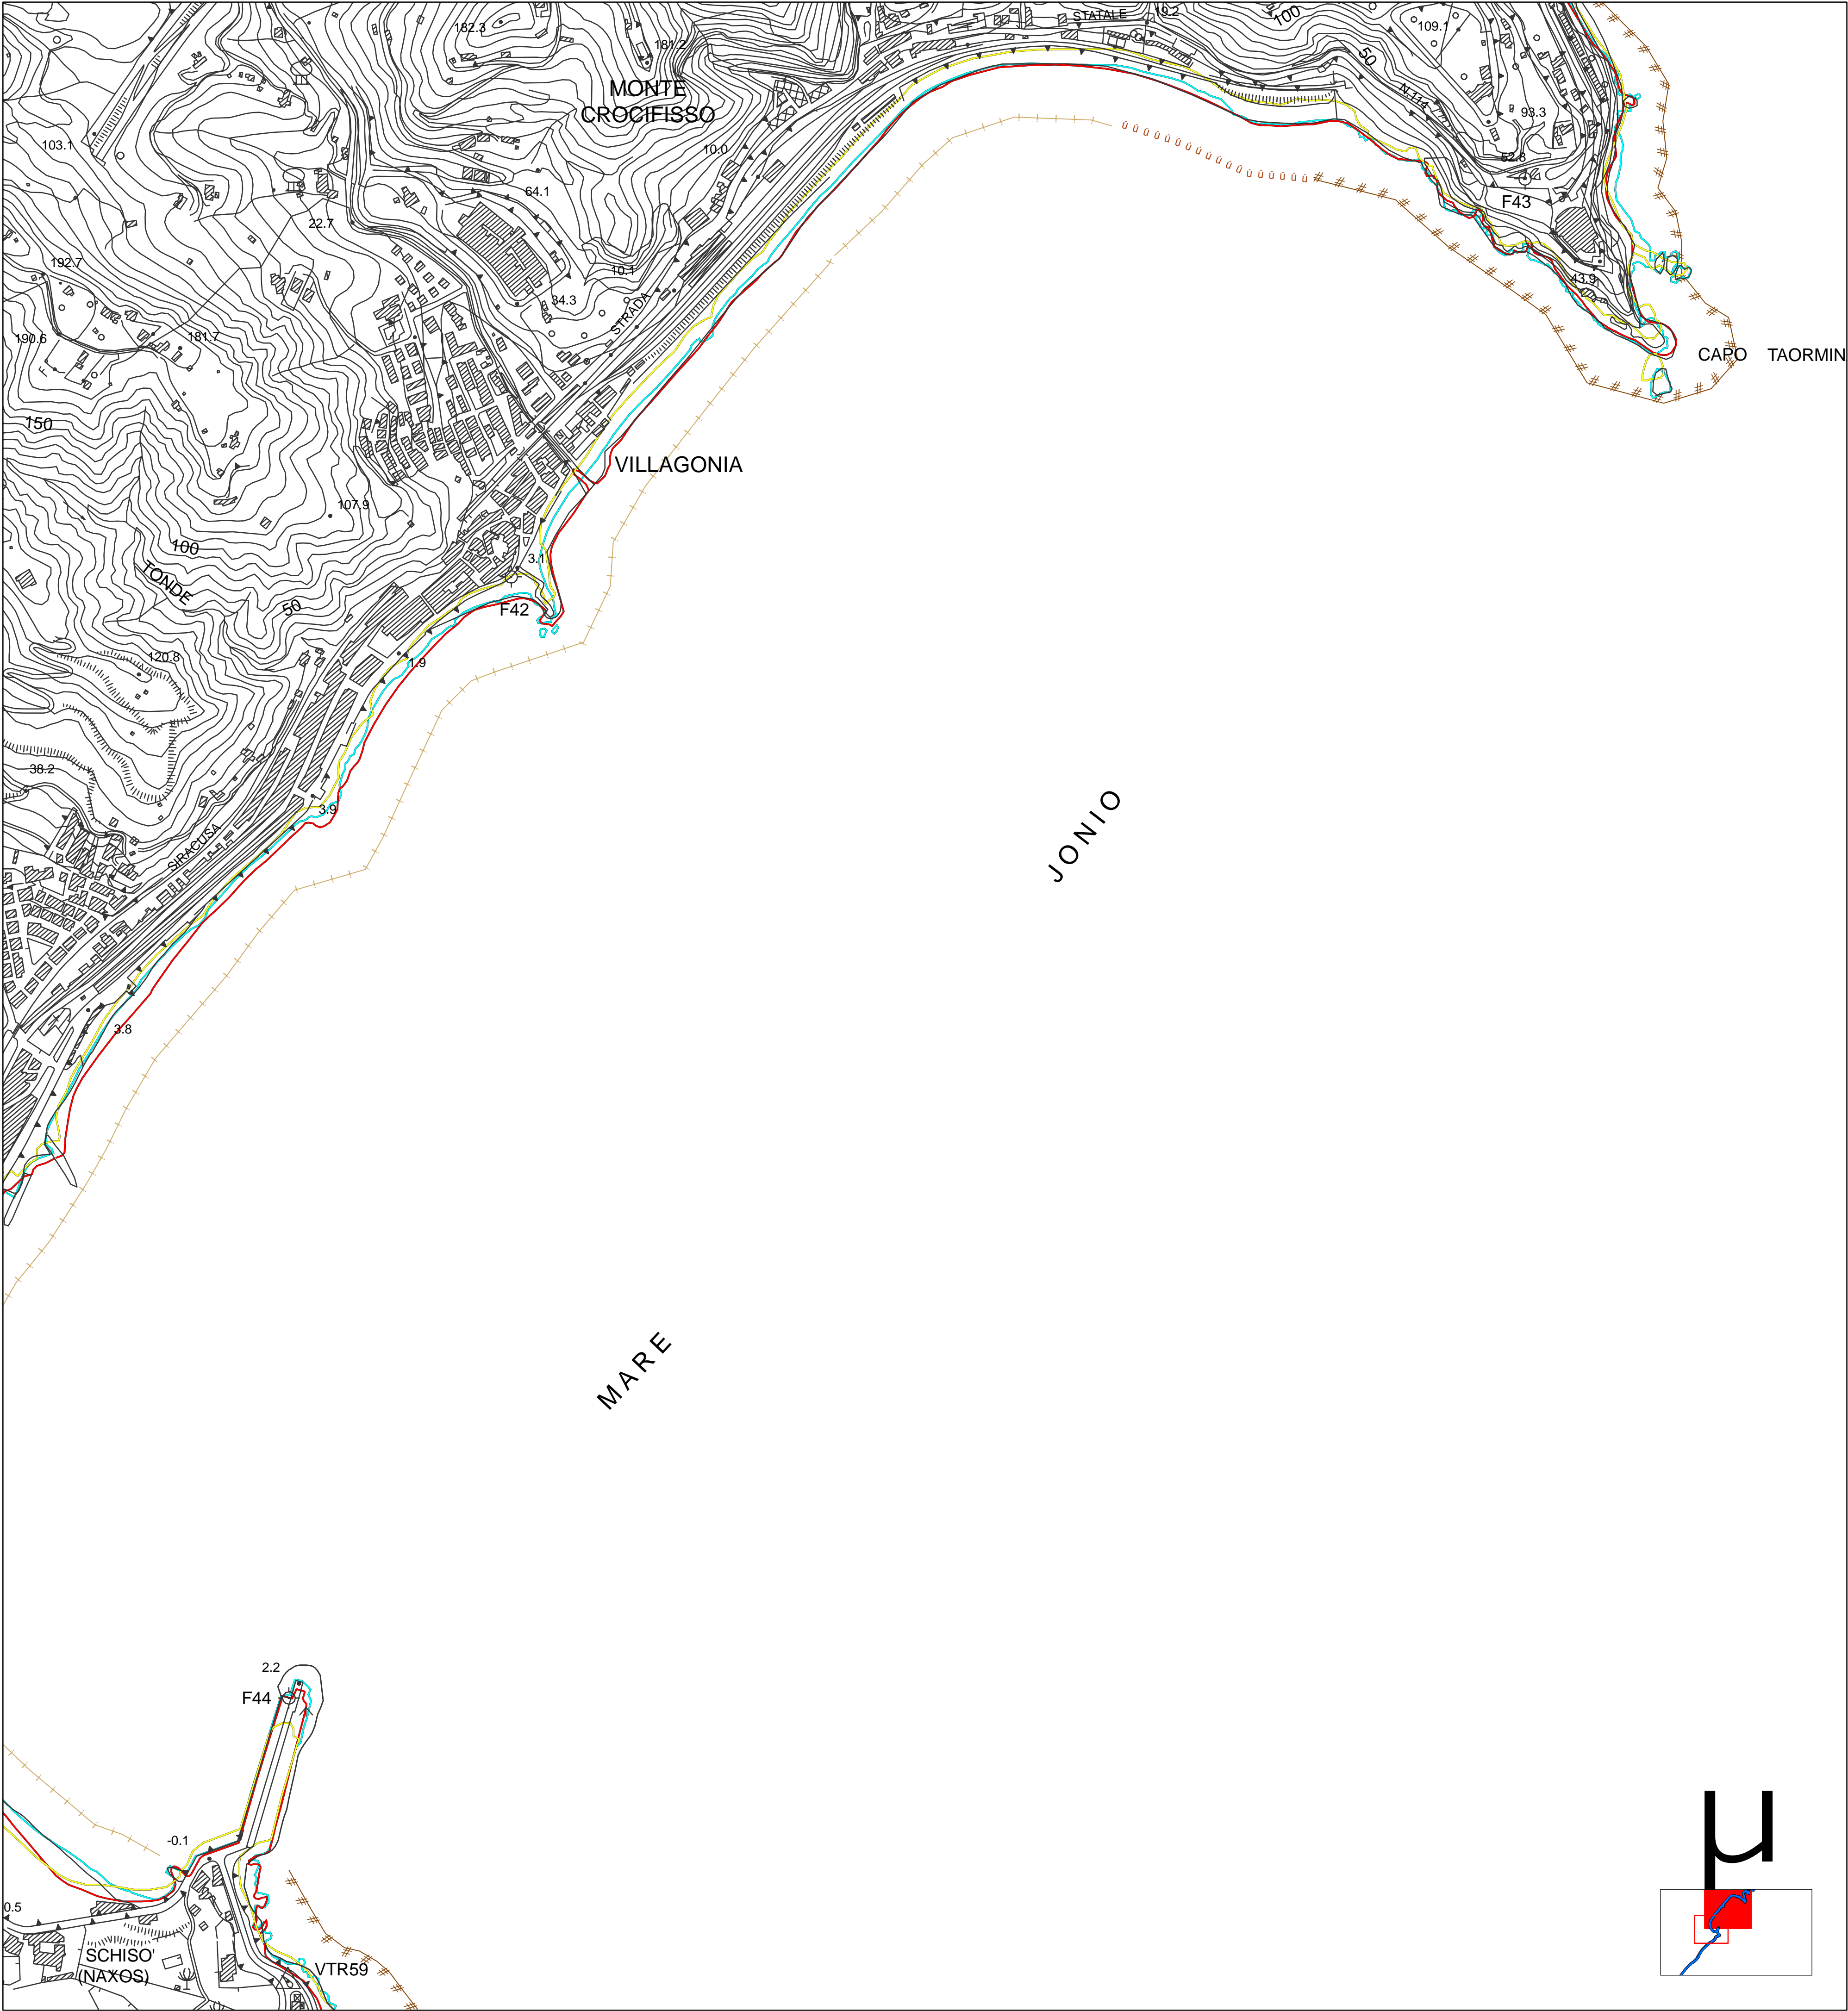 STATALE
19.2
100
109.1
182.3
181.2
50
MONTE
CROCIFISSO
N.114
93.3
103.1
10.0
52.8
64.1
F43
22.7
192.7
10.1
43.9
34.3
STRADA
190.6
181.7
CAPO TAORMIN
150
VILLAGONIA
107.9
100
3.1
TONDE
50
F42
120.8
1.9
38.2
3.9
JONIO
SIRACUSA
3.8
MARE
2.2
F44
-0.1
µ
0.5
SCHISO'
(NAXOS)
VTR59